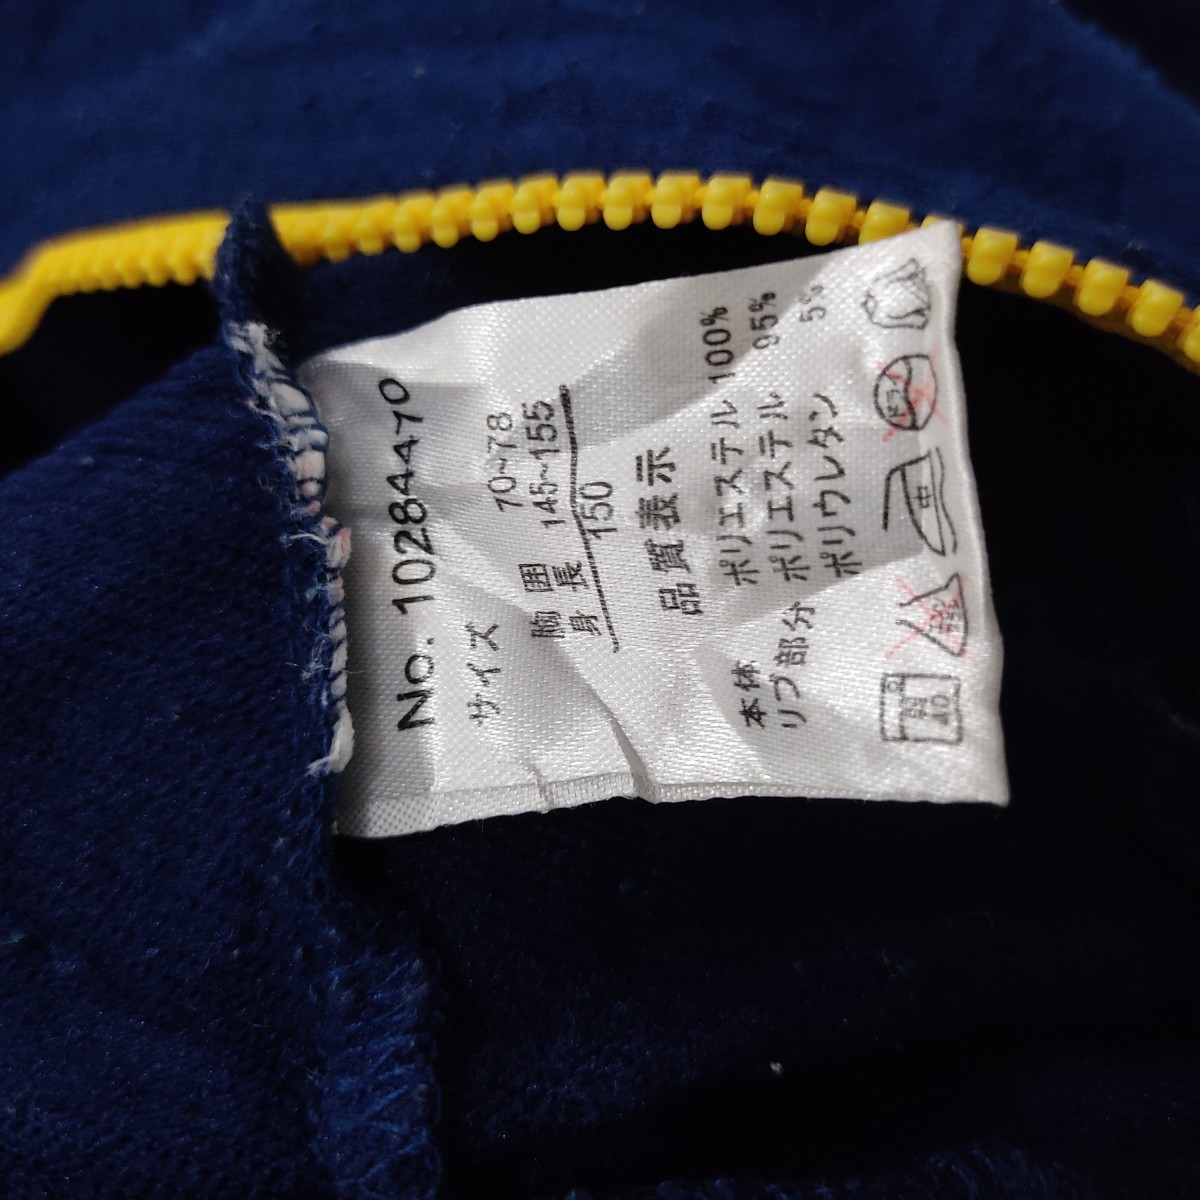 No. 1028470
サイズ
胸囲 70~78
身長 145~155
150
品質表示
本体 ポリエステル 100%
リブ部分 ポリエステル 95%
ポリウレタン 5%
40
中